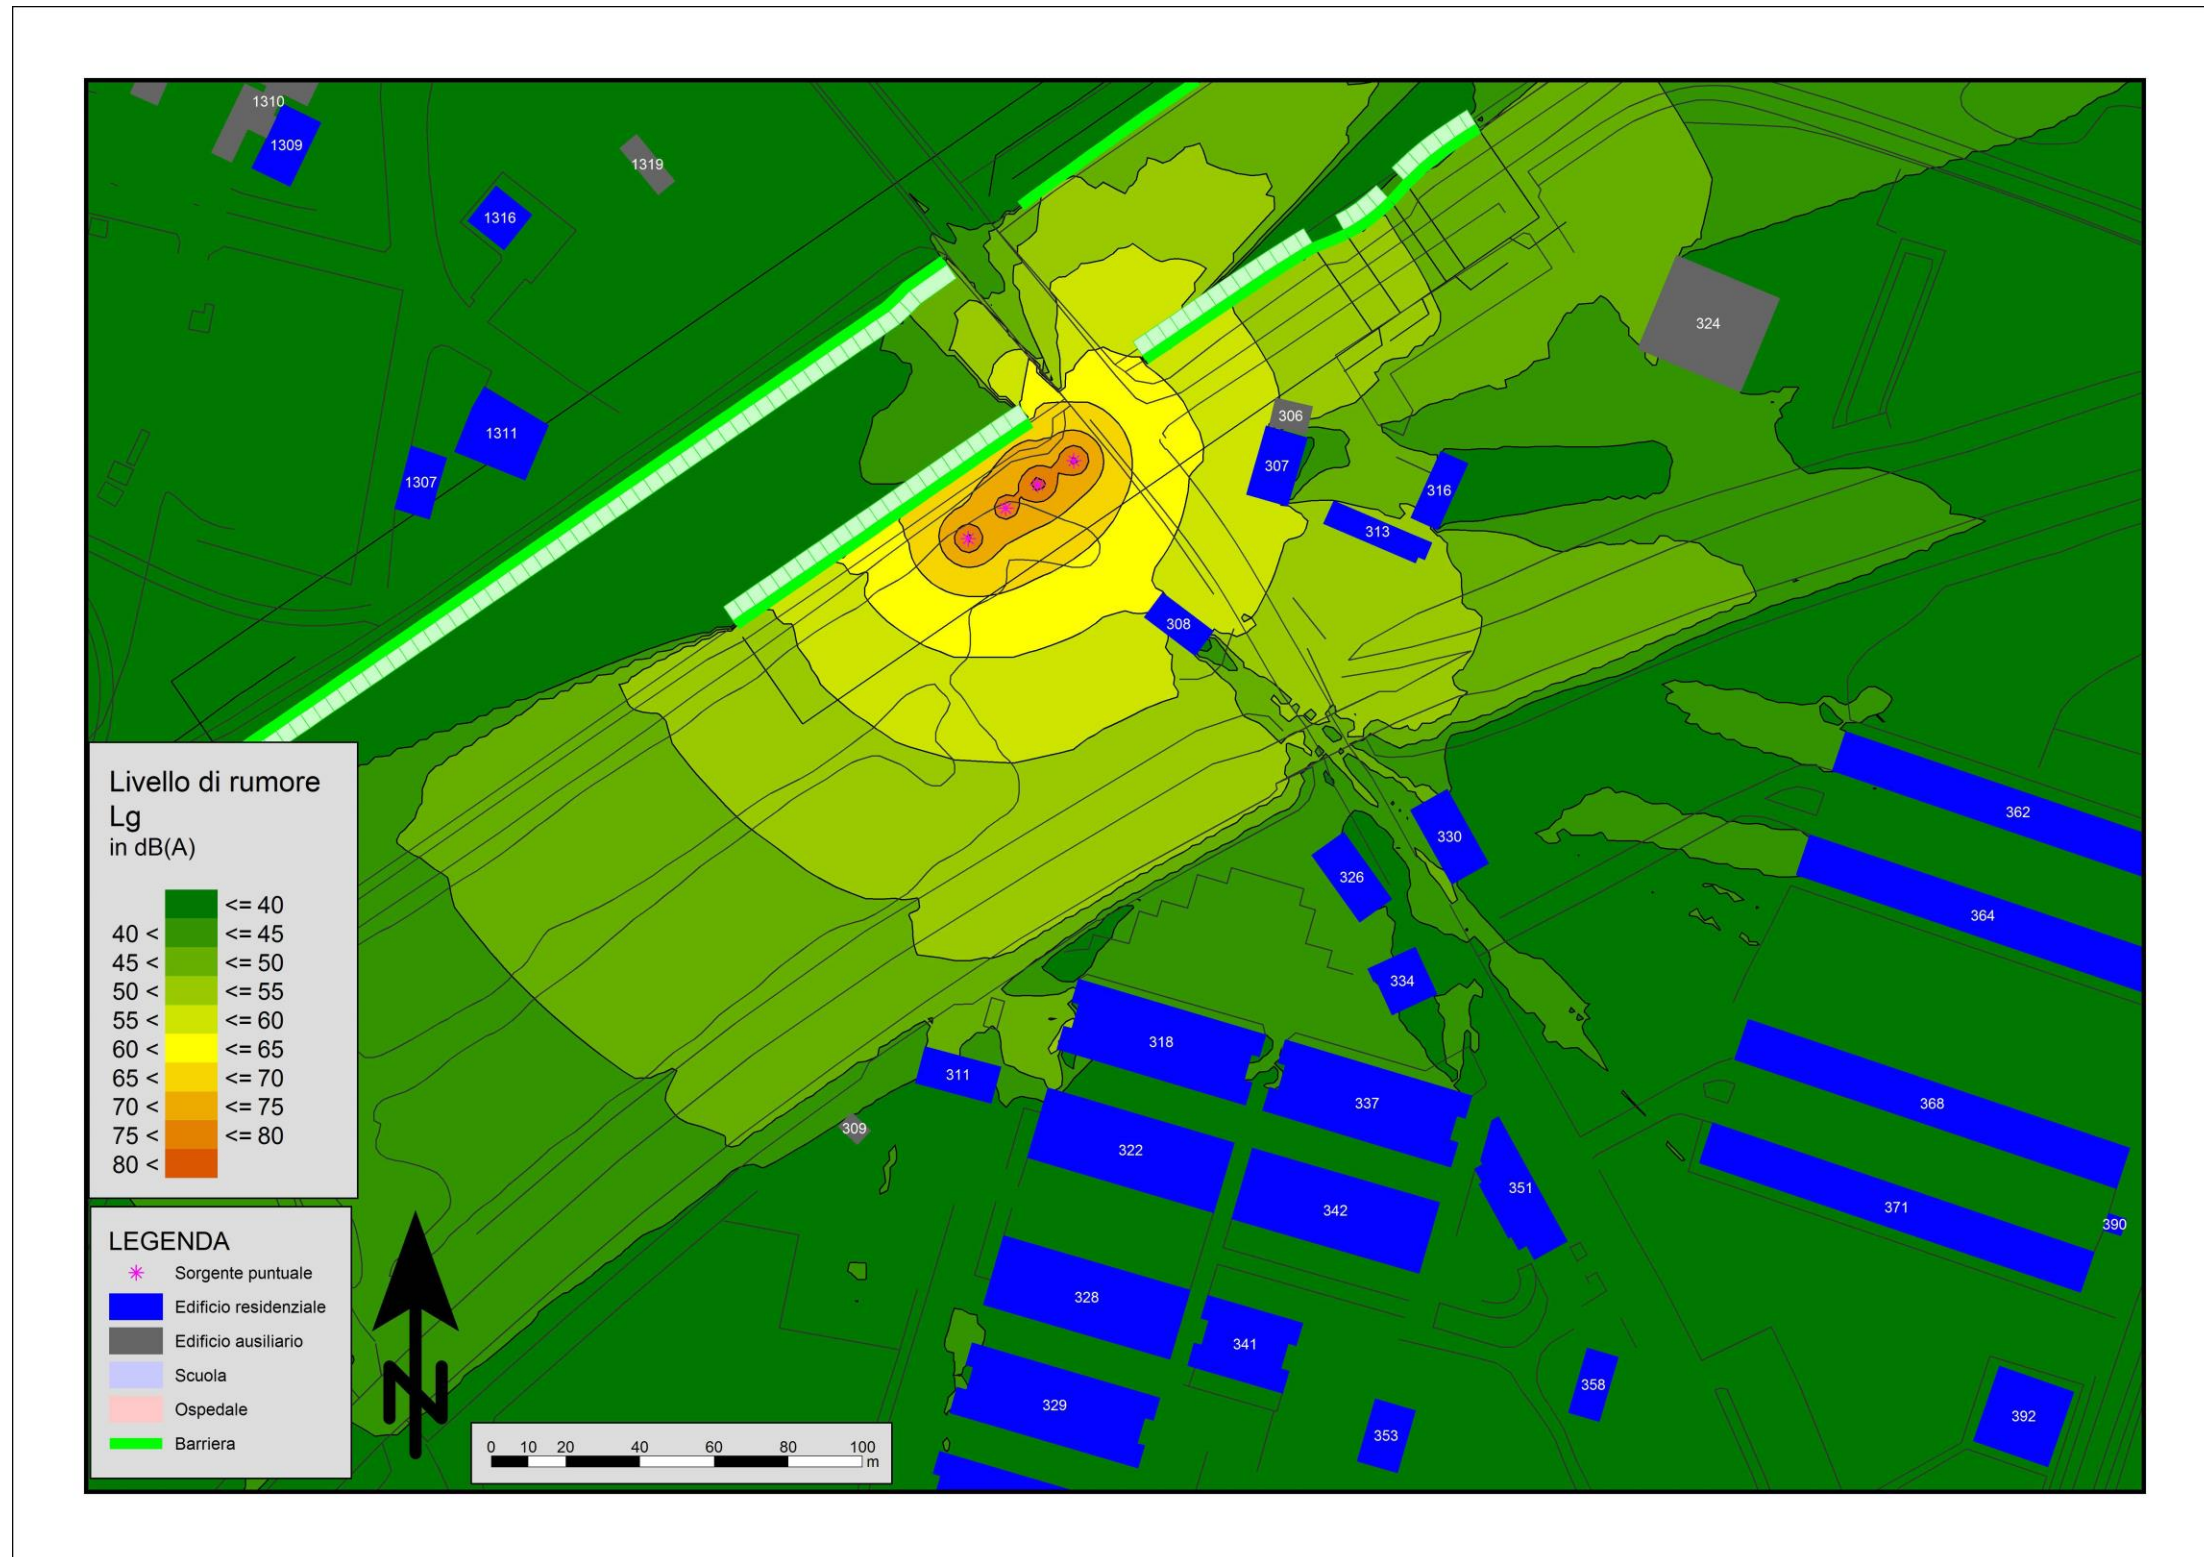 1310
1309
1319
1316
324
306
307
1311
1307
316
313
308
362
330
326
364
334
318
311
337
368
309
322
351
342
371
390
328
341
358
329
392
353
Livello di rumore
Lg
in dB(A)
<= 40
40 < <= 45
45 < <= 50
50 < <= 55
55 < <= 60
60 < <= 65
65 < <= 70
70 < <= 75
75 < <= 80
80 <
LEGENDA
Sorgente puntuale
Edificio residenziale
Edificio ausiliario
Scuola
Ospedale
Barriera
N
0 10 20 40 60 80 100
m